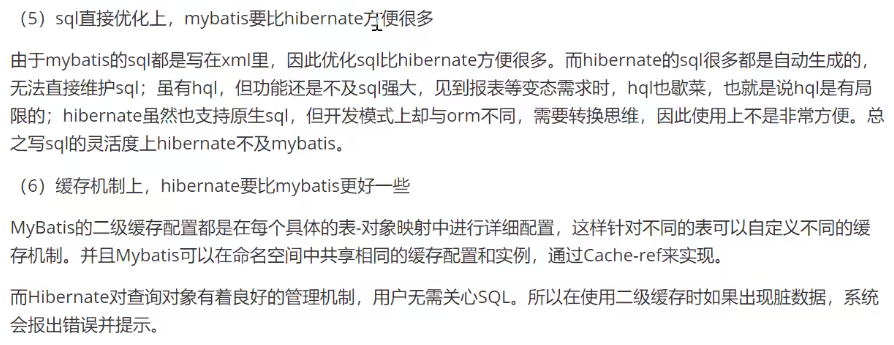 （5）sql直接优化上，mybatis要比hibernate方便很多
由于mybatis的sql都是写在xml里，因此优化sql比hibernate方便很多。而hibernate的sql很多都是自动生成的，
无法直接维护sql；虽有hql，但功能还是不及sql强大，见到报表等变态需求时，hql也歇菜，也就是说hql是有局
限的；hibernate虽然也支持原生sql，但开发模式上却与orm不同，需要转换思维，因此使用上不是非常方便。总
之写sql的灵活度上hibernate不及mybatis。
（6）缓存机制上，hibernate要比mybatis更好一些
MyBatis的二级缓存配置都是在每个具体的表-对象映射中进行详细配置，这样针对不同的表可以自定义不同的缓
存机制。并且Mybatis可以在命名空间中共享相同的缓存配置和实例，通过Cache-ref来实现。
而Hibernate对查询对象有着良好的管理机制，用户无需关心SQL。所以在使用二级缓存时如果出现脏数据，系统
会报出错误并提示。